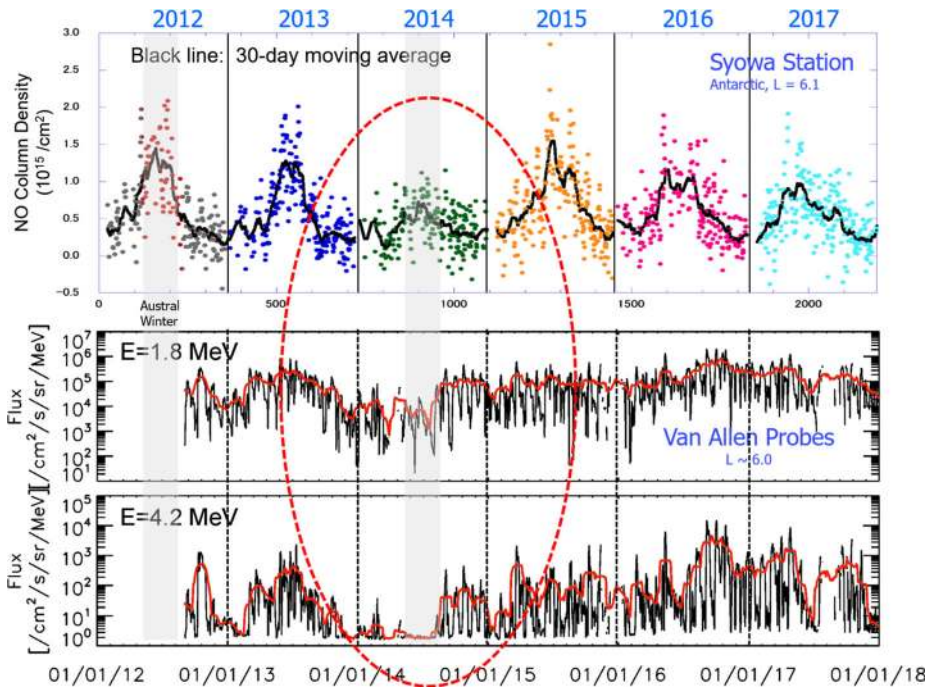 2012 2013 2014 2015 2016 2017
3.0
Black line: 30-day moving average
Syowa Station
Antarctic, L = 6.1
2.5
2.0
1.5
1.0
0.5
0.0
-0.5
NO Column Density
(10¹⁵/cm²)
0 500 1000 1500 2000
Austral
Winter
E=1.8 MeV
10⁷
10⁶
10⁵
10⁴
10³
10²
10¹
Flux
[/cm²/s/sr/MeV]
Van Allen Probes
L ~ 6.0
E=4.2 MeV
10⁵
10⁴
10³
10²
10¹
10⁰
Flux
[/cm²/s/sr/MeV]
01/01/12 01/01/13 01/01/14 01/01/15 01/01/16 01/01/17 01/01/18